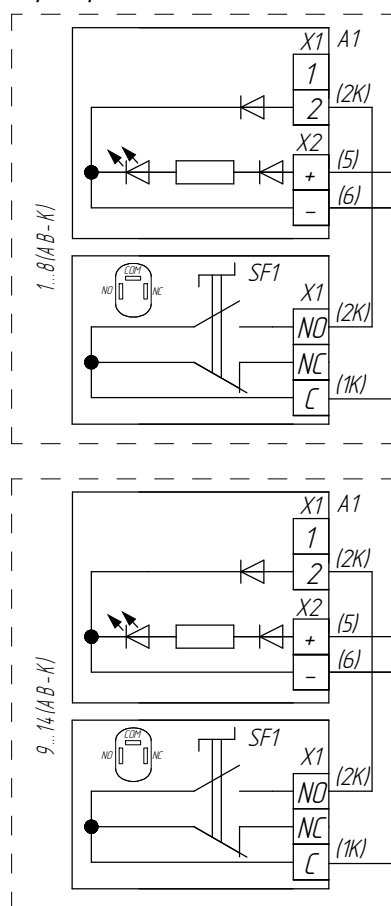 X1 A1
1
2 (2K)
X2
+ (5)
− (6)
1...8(АВ-К)
COM
NO NC
SF1
X1
NO (2K)
NC
C (1K)
X1 A1
1
2 (2K)
X2
+ (5)
− (6)
9...14(АВ-К)
COM
NO NC
SF1
X1
NO (2K)
NC
C (1K)